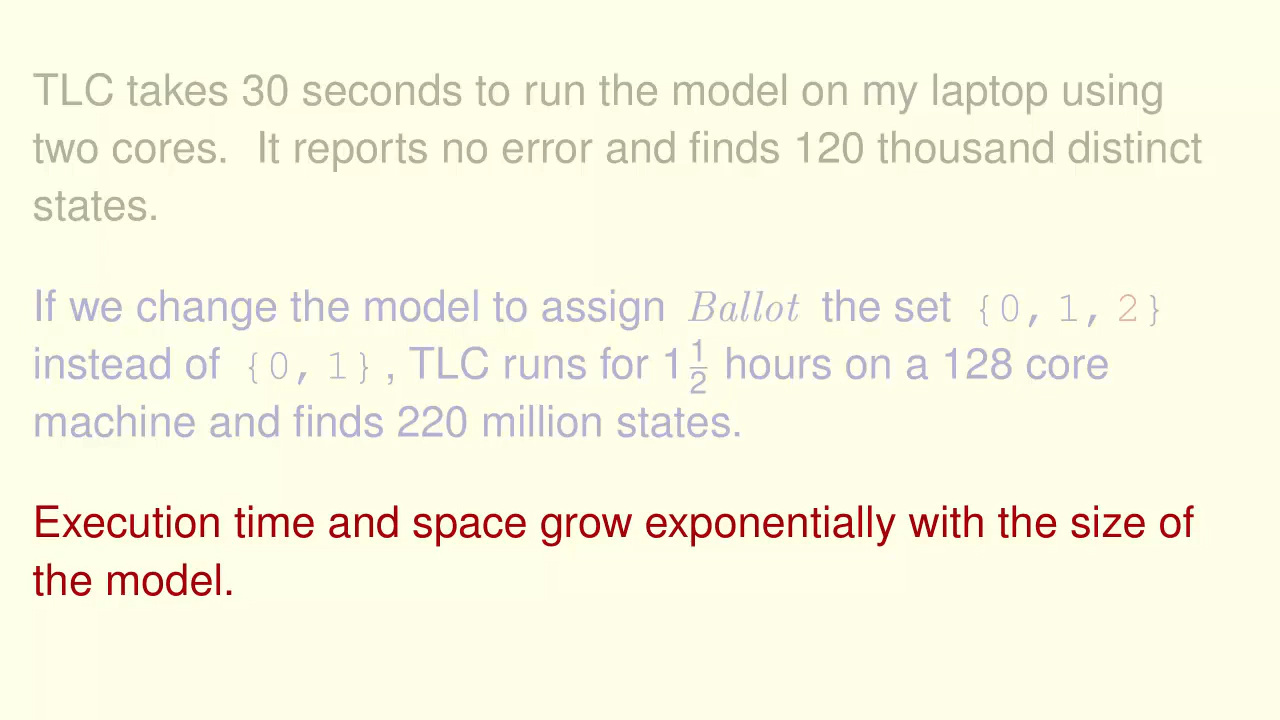 TLC takes 30 seconds to run the model on my laptop using
two cores. It reports no error and finds 120 thousand distinct
states.
If we change the model to assign Ballot the set {0, 1, 2}
instead of {0, 1}, TLC runs for 1 1/2 hours on a 128 core
machine and finds 220 million states.
Execution time and space grow exponentially with the size of
the model.